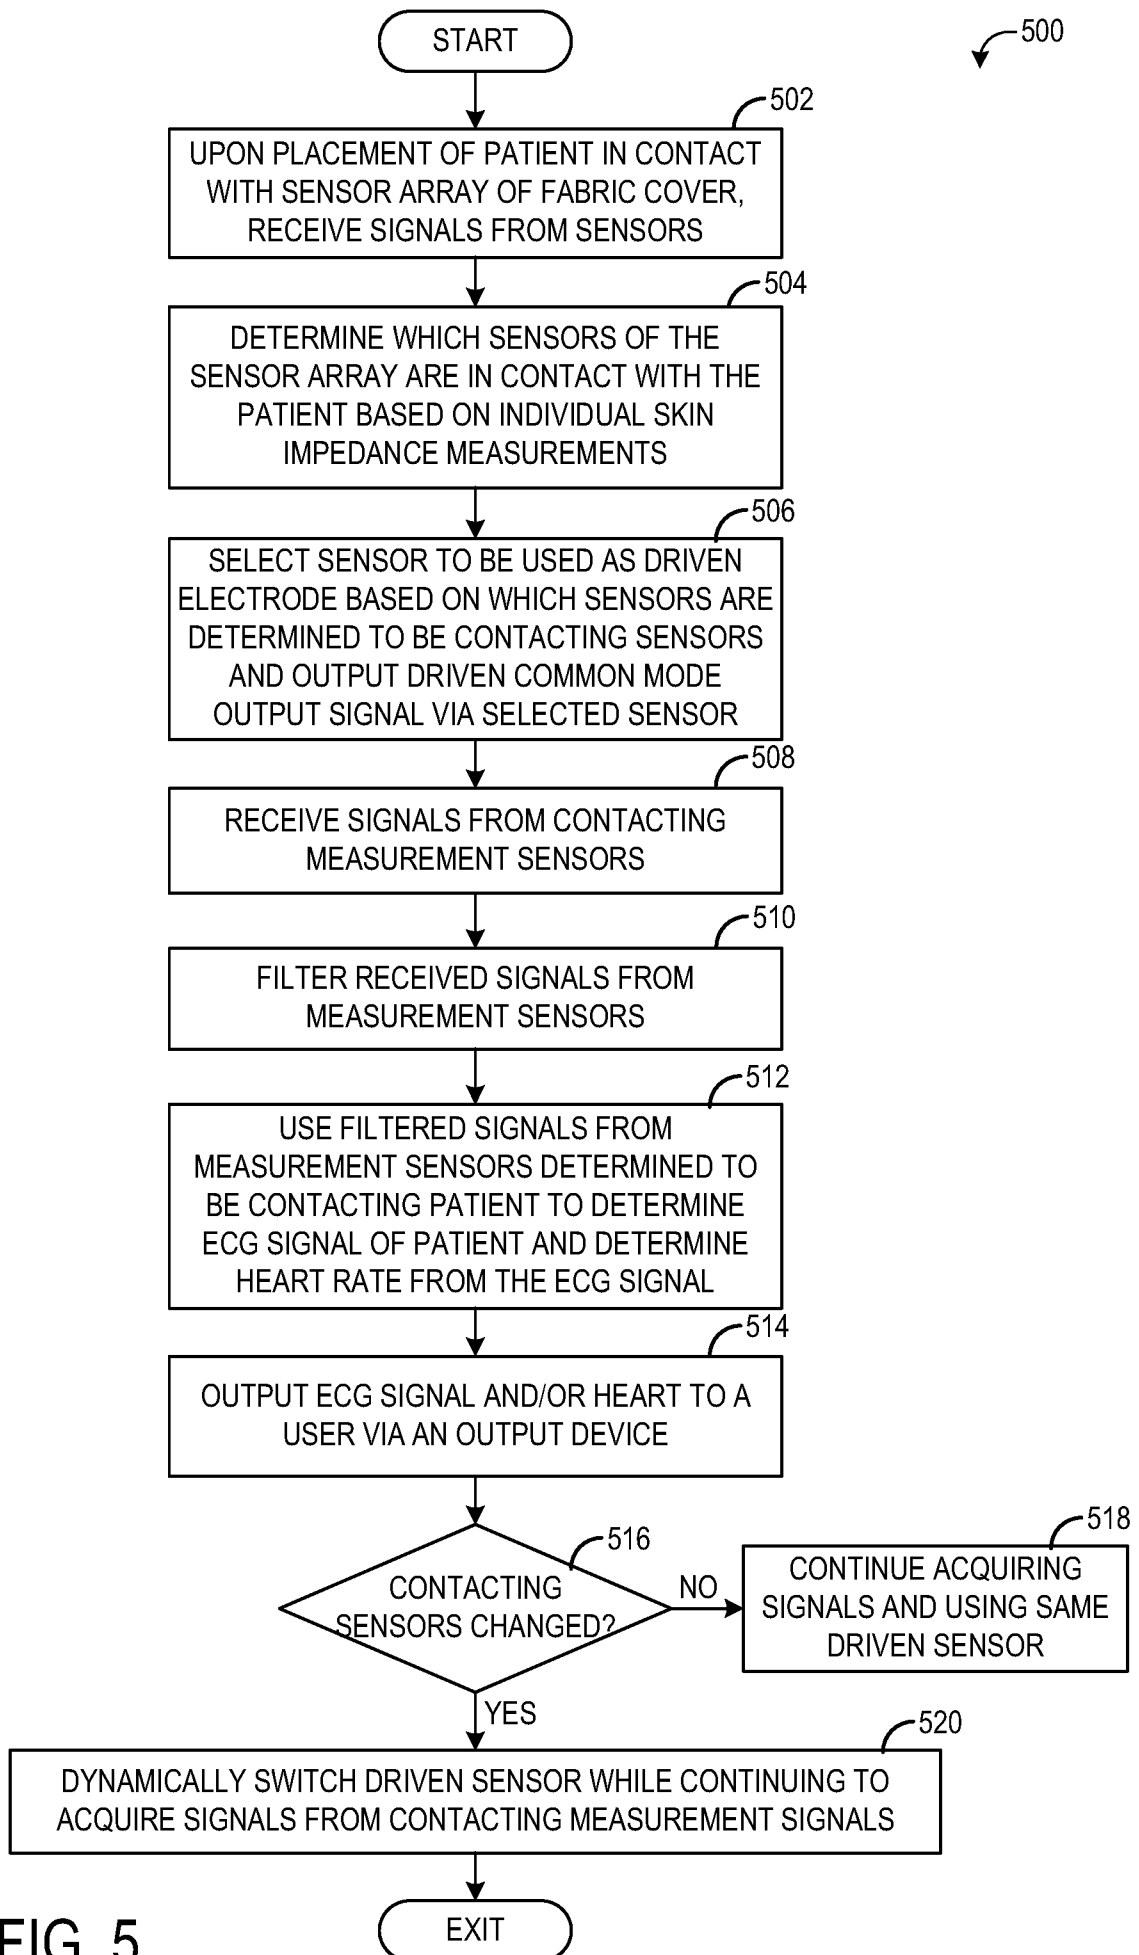 START
500
502
UPON PLACEMENT OF PATIENT IN CONTACT
WITH SENSOR ARRAY OF FABRIC COVER,
RECEIVE SIGNALS FROM SENSORS
504
DETERMINE WHICH SENSORS OF THE
SENSOR ARRAY ARE IN CONTACT WITH THE
PATIENT BASED ON INDIVIDUAL SKIN
IMPEDANCE MEASUREMENTS
506
SELECT SENSOR TO BE USED AS DRIVEN
ELECTRODE BASED ON WHICH SENSORS ARE
DETERMINED TO BE CONTACTING SENSORS
AND OUTPUT DRIVEN COMMON MODE
OUTPUT SIGNAL VIA SELECTED SENSOR
508
RECEIVE SIGNALS FROM CONTACTING
MEASUREMENT SENSORS
510
FILTER RECEIVED SIGNALS FROM
MEASUREMENT SENSORS
512
USE FILTERED SIGNALS FROM
MEASUREMENT SENSORS DETERMINED TO
BE CONTACTING PATIENT TO DETERMINE
ECG SIGNAL OF PATIENT AND DETERMINE
HEART RATE FROM THE ECG SIGNAL
514
OUTPUT ECG SIGNAL AND/OR HEART TO A
USER VIA AN OUTPUT DEVICE
516
CONTACTING
SENSORS CHANGED?
NO
518
CONTINUE ACQUIRING
SIGNALS AND USING SAME
DRIVEN SENSOR
YES
520
DYNAMICALLY SWITCH DRIVEN SENSOR WHILE CONTINUING TO
ACQUIRE SIGNALS FROM CONTACTING MEASUREMENT SIGNALS
EXIT
FIG. 5